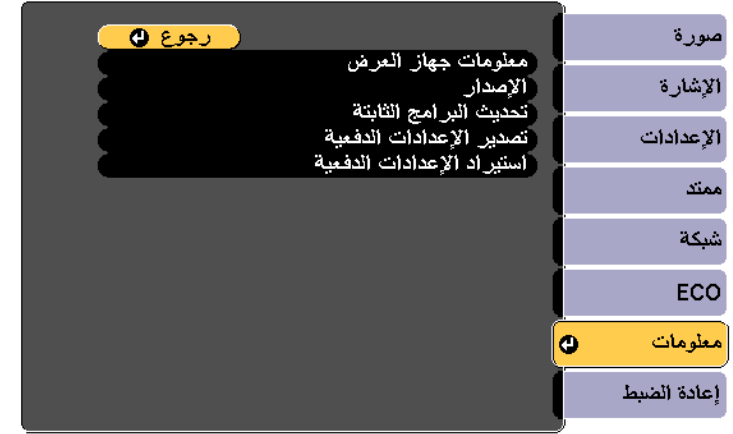 رجوع
معلومات جهاز العرض
الإصدار
تحديث البرامج الثابتة
تصدير الإعدادات الدفعية
استيراد الإعدادات الدفعية
صورة
الإشارة
الإعدادات
ممتد
شبكة
ECO
معلومات
إعادة الضبط